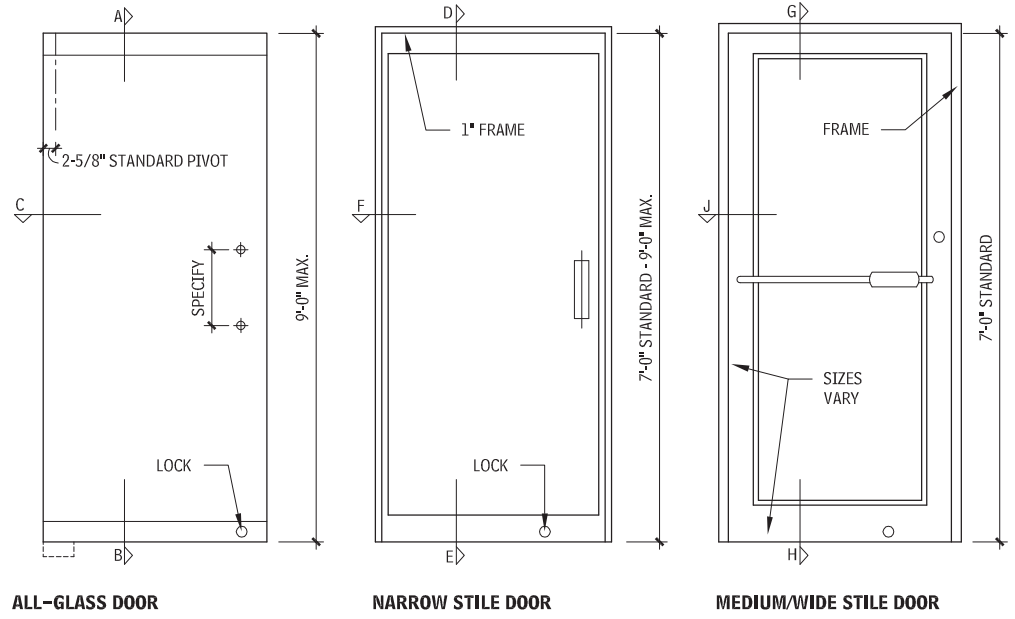 A
D
G
1" FRAME
FRAME
2-5/8" STANDARD PIVOT
C
F
J
SPECIFY
9'-0" MAX.
7'-0" STANDARD - 9'-0" MAX.
7'-0" STANDARD
SIZES
VARY
LOCK
LOCK
B
E
H
ALL-GLASS DOOR
NARROW STILE DOOR
MEDIUM/WIDE STILE DOOR